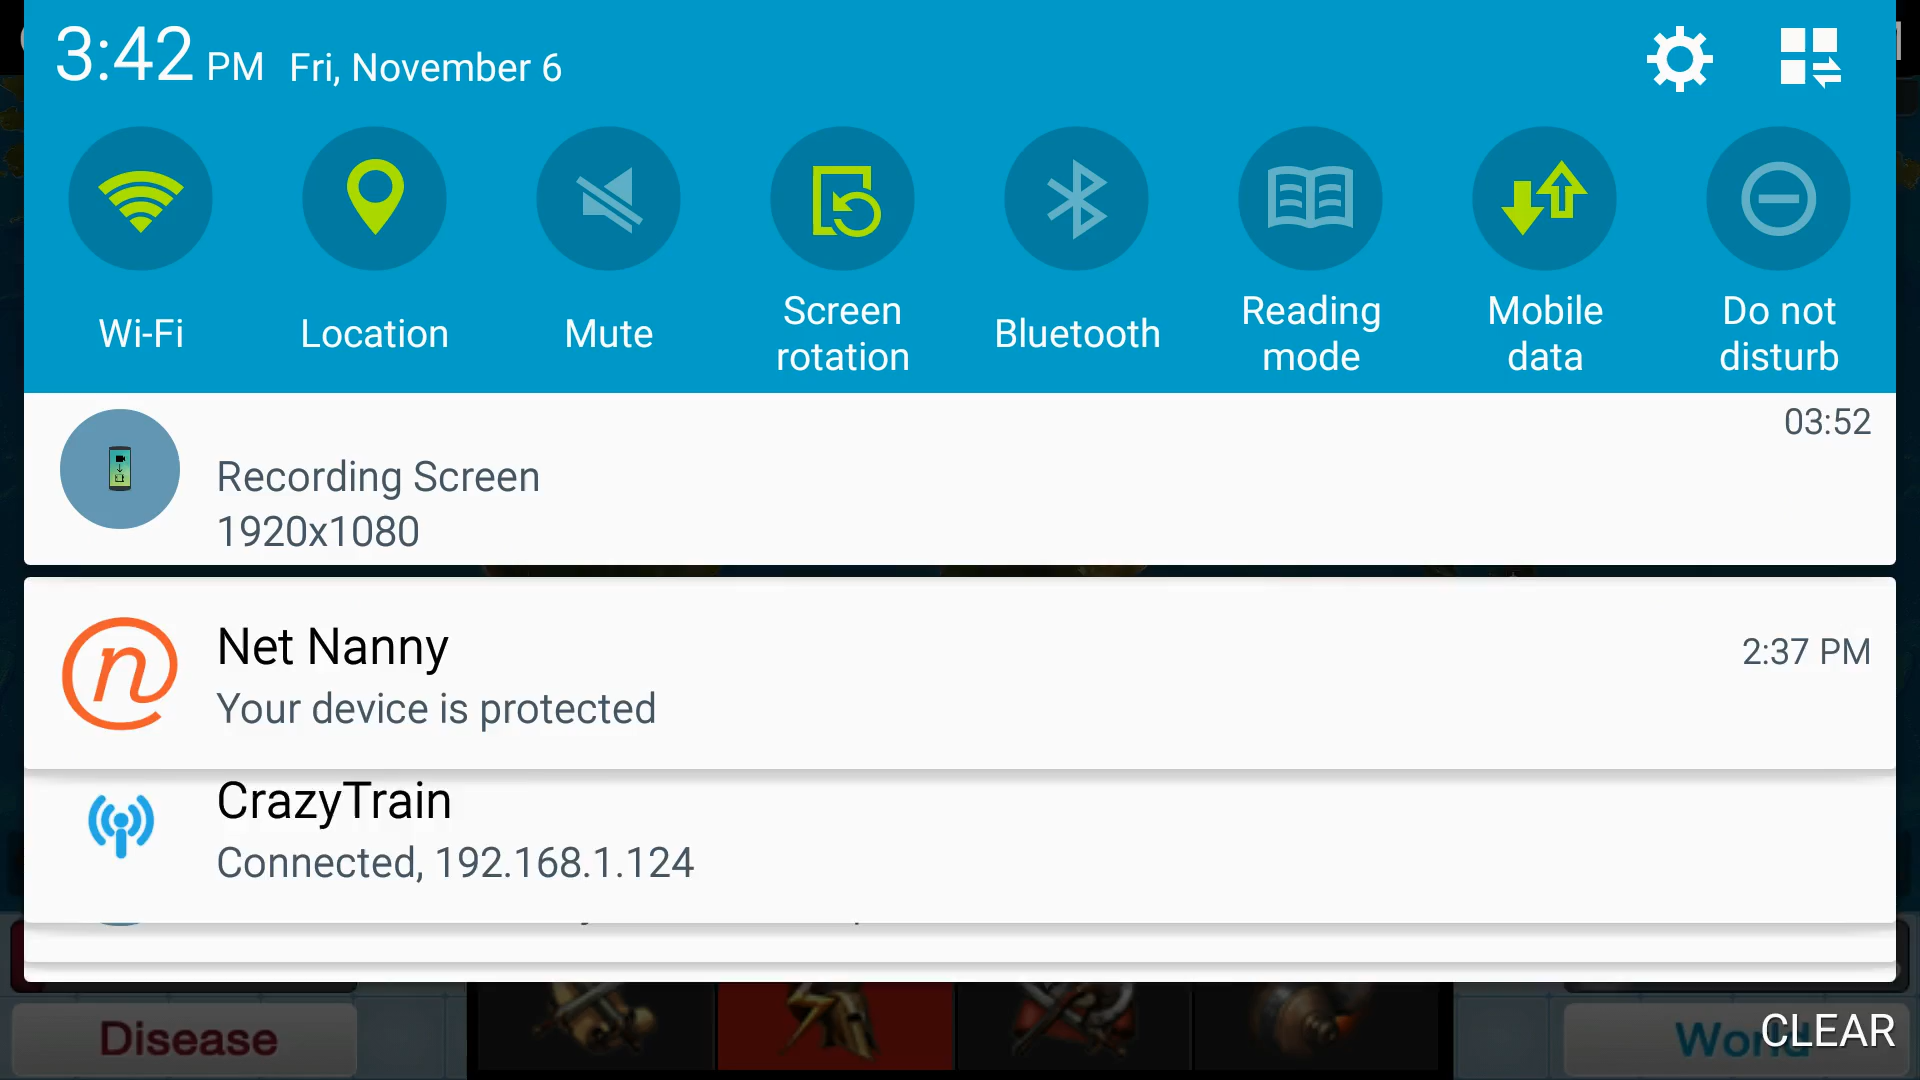 3:42 PM Fri, November 6
Wi-Fi
Location
Mute
Screen
rotation
Bluetooth
Reading
mode
Mobile
data
Do not
disturb
03:52
Recording Screen
1920x1080
Net Nanny
2:37 PM
Your device is protected
CrazyTrain
Connected, 192.168.1.124
Disease
World
CLEAR